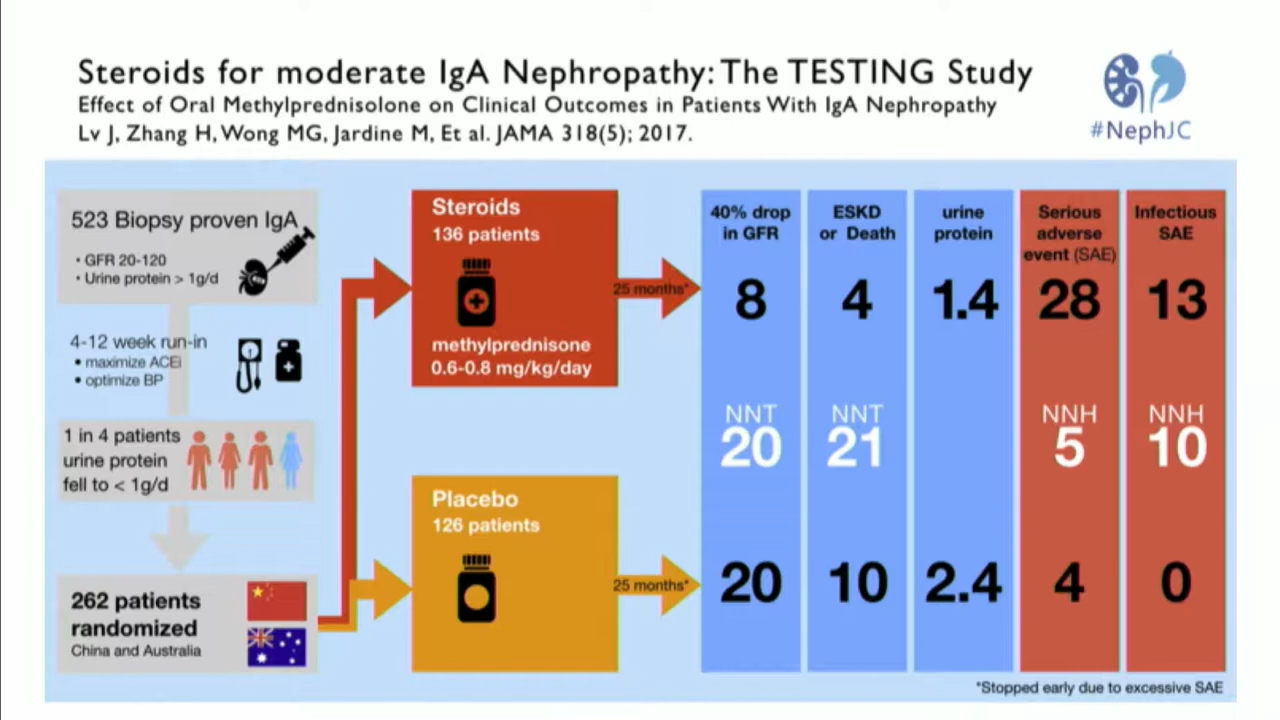 Steroids for moderate IgA Nephropathy: The TESTING Study
Effect of Oral Methylprednisolone on Clinical Outcomes in Patients With IgA Nephropathy
Lv J, Zhang H, Wong MG, Jardine M, Et al. JAMA 318(5); 2017.
#NephJC
523 Biopsy proven IgA
• GFR 20-120
• Urine protein > 1g/d
4-12 week run-in
• maximize ACEi
• optimize BP
1 in 4 patients
urine protein
fell to < 1g/d
262 patients
randomized
China and Australia
Steroids
136 patients
methylprednisone
0.6-0.8 mg/kg/day
25 months*
Placebo
126 patients
25 months*
40% drop
in GFR
8
NNT
20
20
ESKD
or Death
4
NNT
21
10
urine
protein
1.4
2.4
Serious
adverse
event (SAE)
28
NNH
5
4
Infectious
SAE
13
NNH
10
0
*Stopped early due to excessive SAE